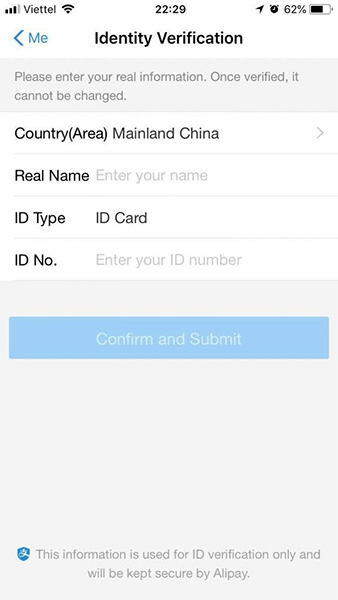 Viettel 22:29 62%
Me Identity Verification
Please enter your real information. Once verified, it
cannot be changed.
Country(Area) Mainland China
Real Name Enter your name
ID Type ID Card
ID No. Enter your ID number
Confirm and Submit
This information is used for ID verification only and
will be kept secure by Alipay.